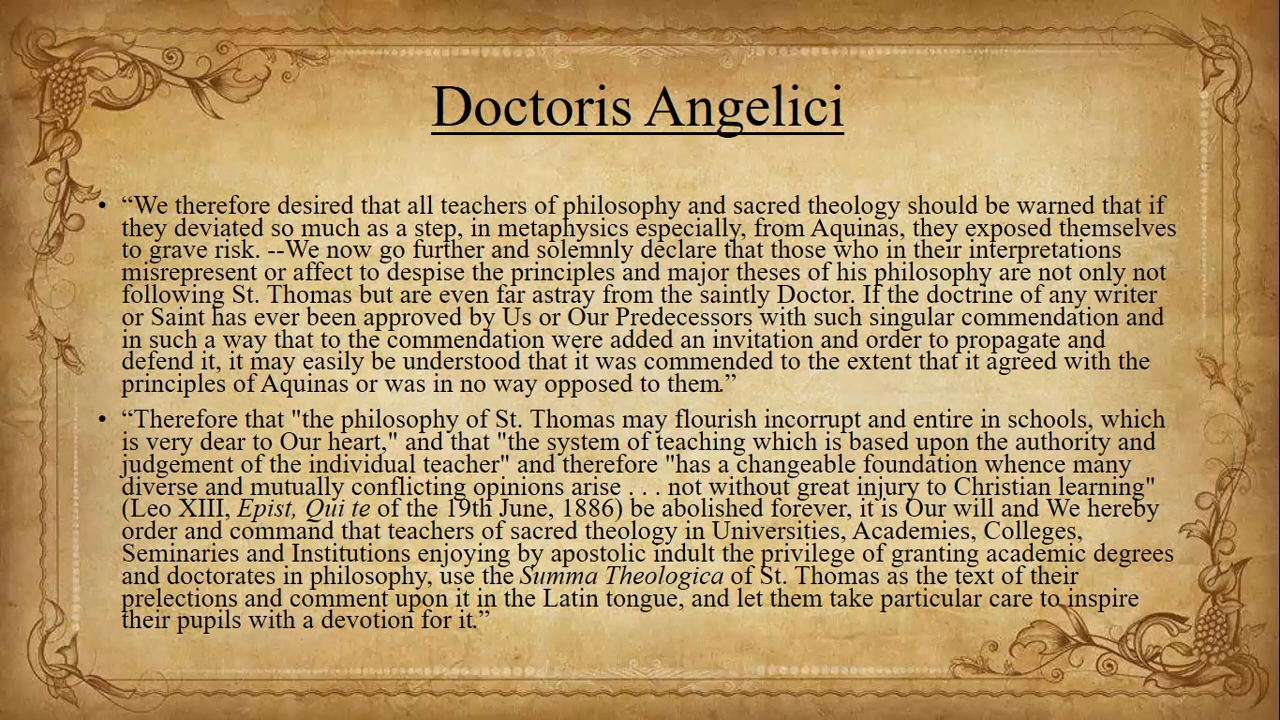 Doctoris Angelici
• “We therefore desired that all teachers of philosophy and sacred theology should be warned that if
they deviated so much as a step, in metaphysics especially, from Aquinas, they exposed themselves
to grave risk. --We now go further and solemnly declare that those who in their interpretations
misrepresent or affect to despise the principles and major theses of his philosophy are not only not
following St. Thomas but are even far astray from the saintly Doctor. If the doctrine of any writer
or Saint has ever been approved by Us or Our Predecessors with such singular commendation and
in such a way that to the commendation were added an invitation and order to propagate and
defend it, it may easily be understood that it was commended to the extent that it agreed with the
principles of Aquinas or was in no way opposed to them.”
• “Therefore that "the philosophy of St. Thomas may flourish incorrupt and entire in schools, which
is very dear to Our heart," and that "the system of teaching which is based upon the authority and
judgement of the individual teacher" and therefore "has a changeable foundation whence many
diverse and mutually conflicting opinions arise . . . not without great injury to Christian learning"
(Leo XIII, Epist, Qui te of the 19th June, 1886) be abolished forever, it is Our will and We hereby
order and command that teachers of sacred theology in Universities, Academies, Colleges,
Seminaries and Institutions enjoying by apostolic indult the privilege of granting academic degrees
and doctorates in philosophy, use the Summa Theologica of St. Thomas as the text of their
prelections and comment upon it in the Latin tongue, and let them take particular care to inspire
their pupils with a devotion for it.”